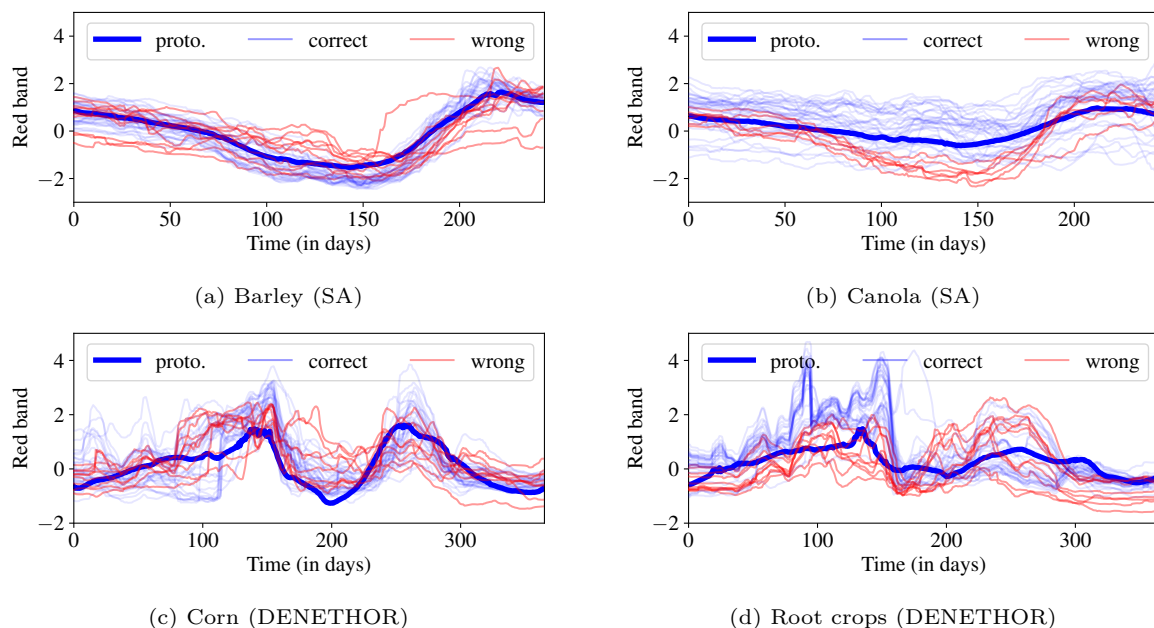 proto. correct wrong
Red band
4
2
0
−2
0 50 100 150 200
Time (in days)
(a) Barley (SA)
proto. correct wrong
Red band
4
2
0
−2
0 50 100 150 200
Time (in days)
(b) Canola (SA)
proto. correct wrong
Red band
4
2
0
−2
0 100 200 300
Time (in days)
(c) Corn (DENETHOR)
proto. correct wrong
Red band
4
2
0
−2
0 100 200 300
Time (in days)
(d) Root crops (DENETHOR)